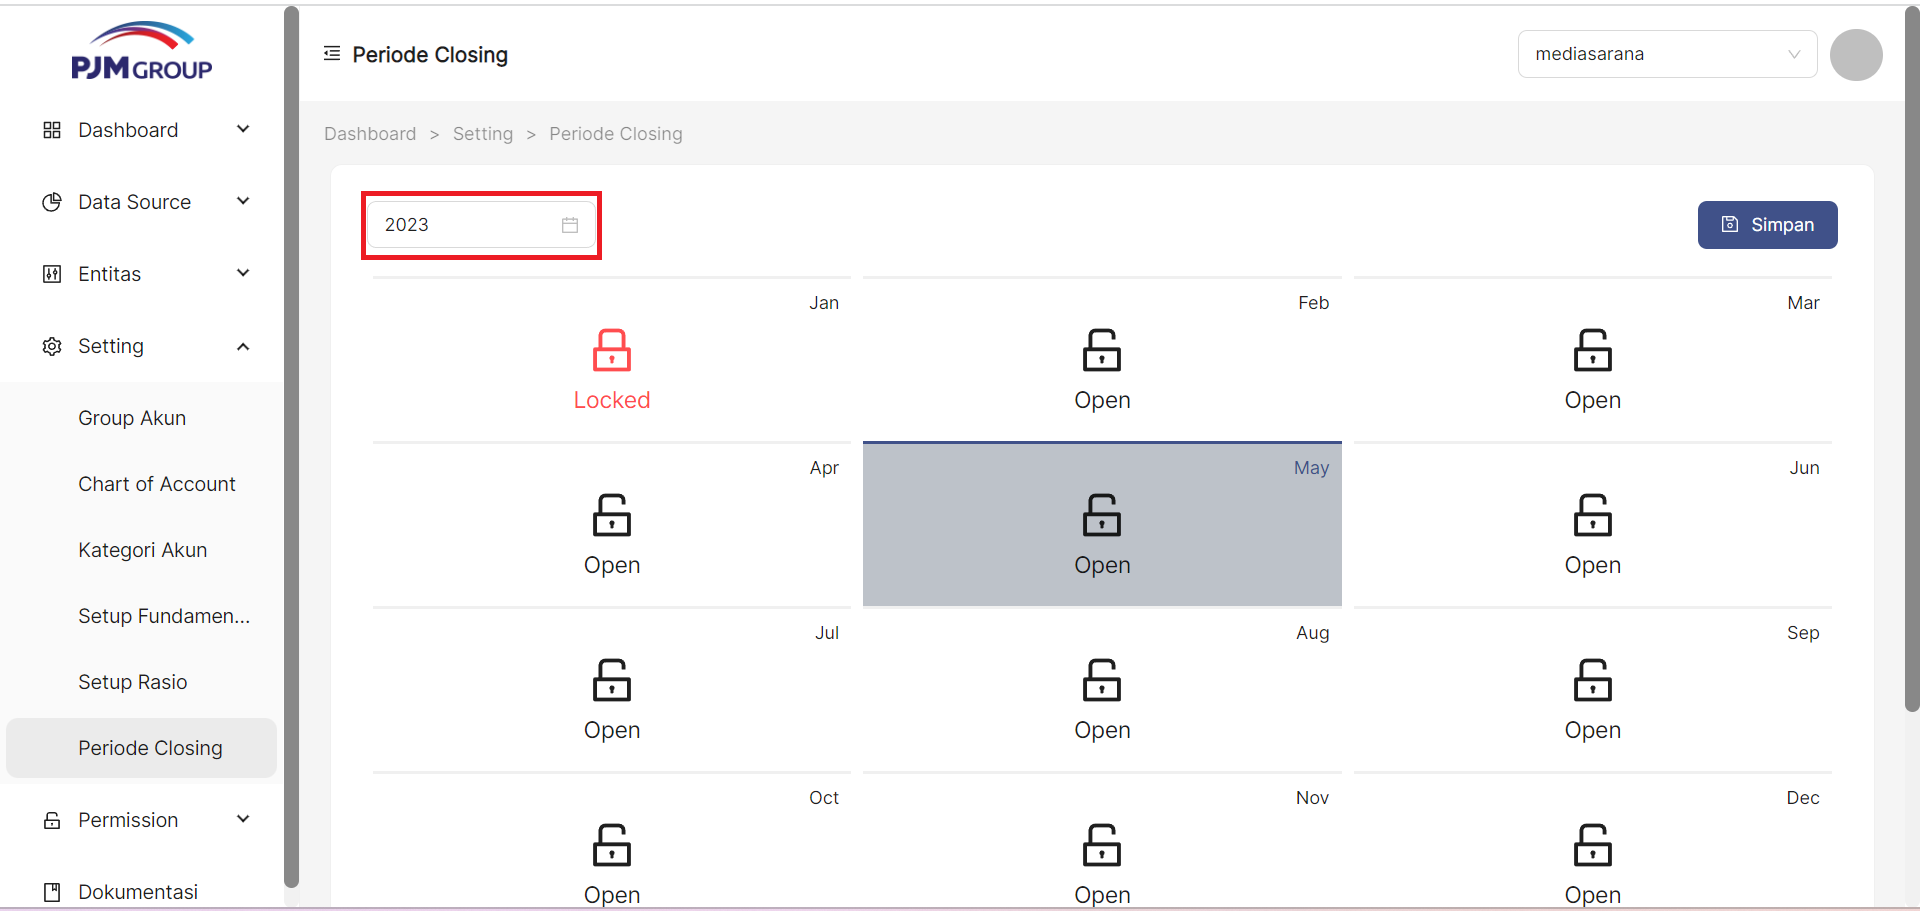 PJM GROUP
Dashboard
Data Source
Entitas
Setting
Group Akun
Chart of Account
Kategori Akun
Setup Fundamen...
Setup Rasio
Periode Closing
Permission
Dokumentasi
Periode Closing
mediasarana
Dashboard > Setting > Periode Closing
2023
Simpan
Jan
Locked
Feb
Open
Mar
Open
Apr
Open
May
Open
Jun
Open
Jul
Open
Aug
Open
Sep
Open
Oct
Open
Nov
Open
Dec
Open